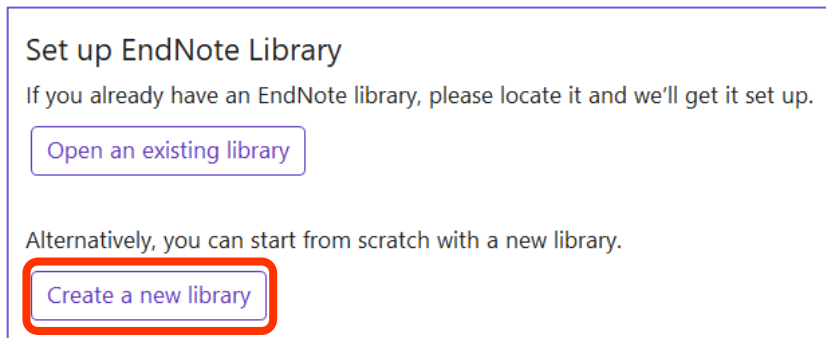 Set up EndNote Library
If you already have an EndNote library, please locate it and we’ll get it set up.
Open an existing library
Alternatively, you can start from scratch with a new library.
Create a new library